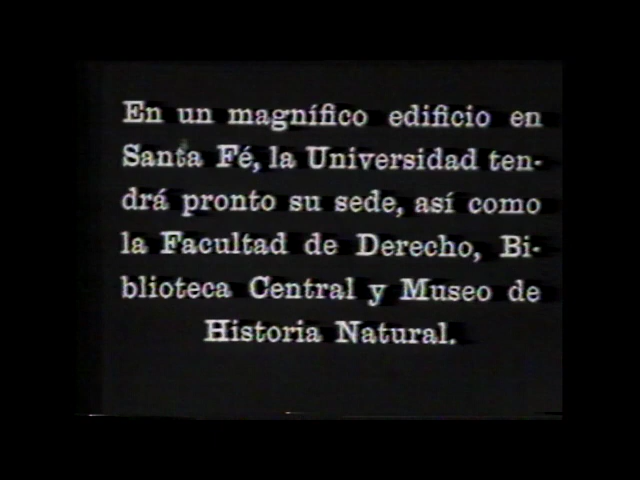 En un magnífico edificio en
Santa Fé, la Universidad ten-
drá pronto su sede, así como
la Facultad de Derecho, Bi-
blioteca Central y Museo de
Historia Natural.